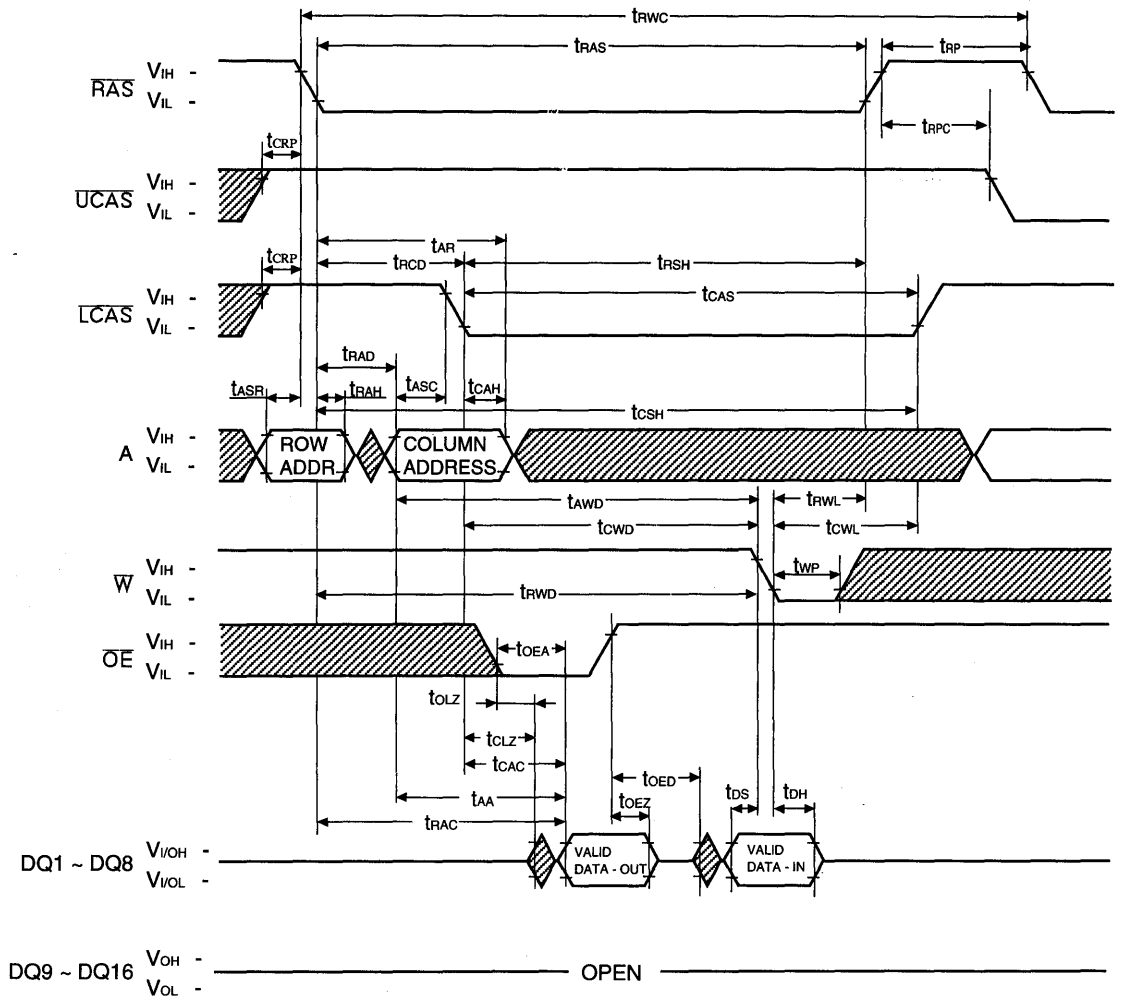 tRWC
tRAS
tRP
RAS
VIH -
VIL -
tRPC
tCRP
UCAS
VIH -
VIL -
tAR
tCRP
tRCD
tRSH
LCAS
VIH -
VIL -
tCAS
tRAD
tASR
tRAH
tASC
tCAH
tCSH
A
VIH -
VIL -
ROW
ADDR.
COLUMN
ADDRESS
tAWD
tRWL
tCWD
tCWL
W
VIH -
VIL -
tWP
tRWD
OE
VIH -
VIL -
tOEA
tOLZ
tCLZ
tCAC
tOED
tAA
tOEZ
tDS
tDH
tRAC
DQ1 ~ DQ8
VI/OH -
VI/OL -
VALID
DATA - OUT
VALID
DATA - IN
DQ9 ~ DQ16
VOH -
VOL -
OPEN